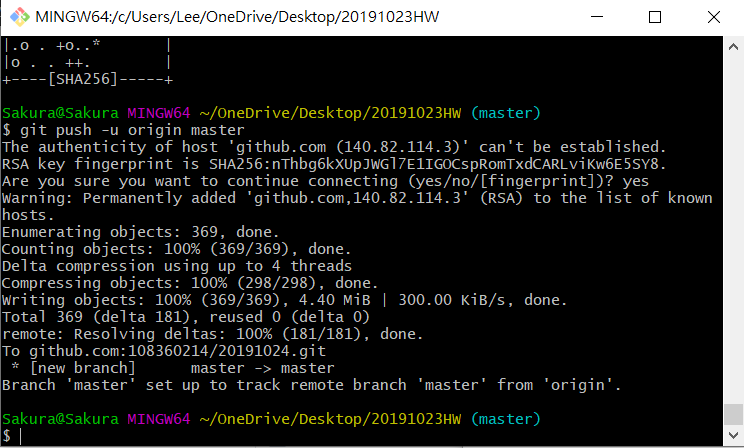 MINGW64:/c/Users/Lee/OneDrive/Desktop/20191023HW
|.o . +o..*       |
|o . . ++.        |
+----[SHA256]-----+
Sakura@Sakura MINGW64 ~/OneDrive/Desktop/20191023HW (master)
$ git push -u origin master
The authenticity of host 'github.com (140.82.114.3)' can't be established.
RSA key fingerprint is SHA256:nThbg6kXUpJWGl7E1IGOCspRomTxdCARLviKw6E5SY8.
Are you sure you want to continue connecting (yes/no/[fingerprint])? yes
Warning: Permanently added 'github.com,140.82.114.3' (RSA) to the list of known
hosts.
Enumerating objects: 369, done.
Counting objects: 100% (369/369), done.
Delta compression using up to 4 threads
Compressing objects: 100% (298/298), done.
Writing objects: 100% (369/369), 4.40 MiB | 300.00 KiB/s, done.
Total 369 (delta 181), reused 0 (delta 0)
remote: Resolving deltas: 100% (181/181), done.
To github.com:108360214/20191024.git
 * [new branch]      master -> master
Branch 'master' set up to track remote branch 'master' from 'origin'.
Sakura@Sakura MINGW64 ~/OneDrive/Desktop/20191023HW (master)
$